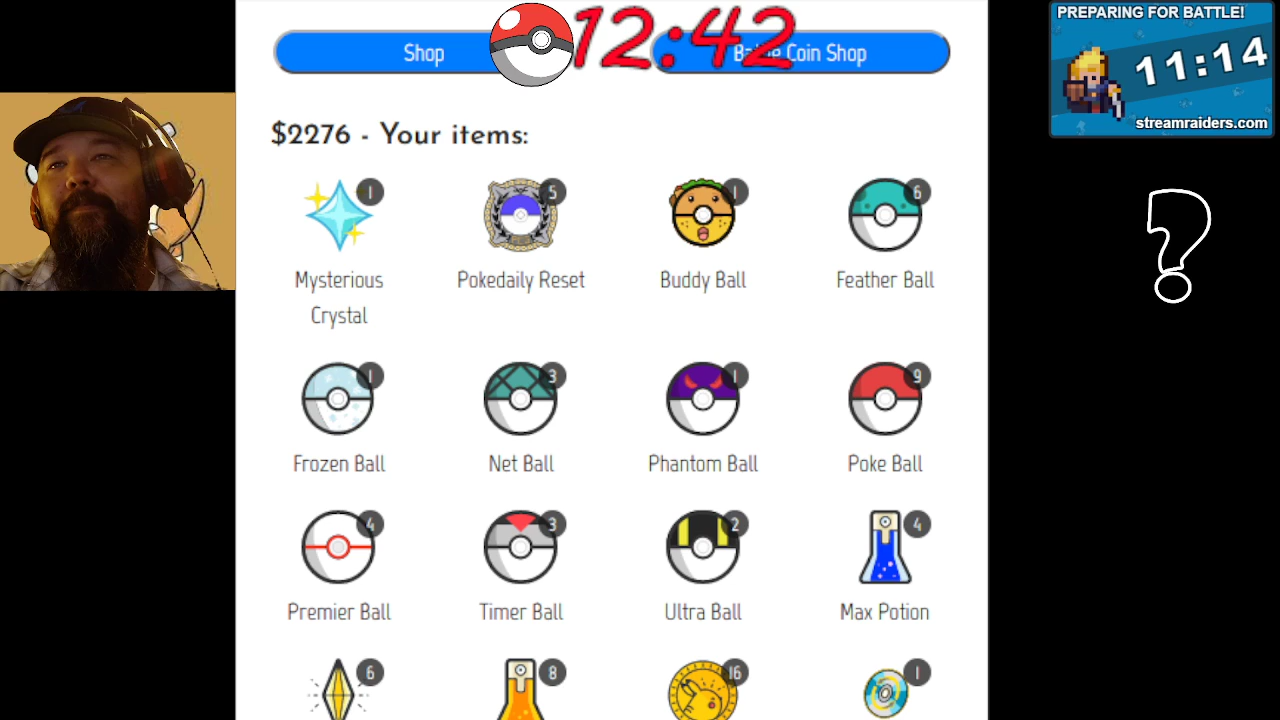 PREPARING FOR BATTLE!
11:14
streamraiders.com
12:42
Shop
Battle Coin Shop
$2276 - Your items:
1 5 1 6
Mysterious Crystal
Pokedaily Reset
Buddy Ball
Feather Ball
1 3 1 9
Frozen Ball
Net Ball
Phantom Ball
Poke Ball
4 3 2 4
Premier Ball
Timer Ball
Ultra Ball
Max Potion
6 8 16 1
?